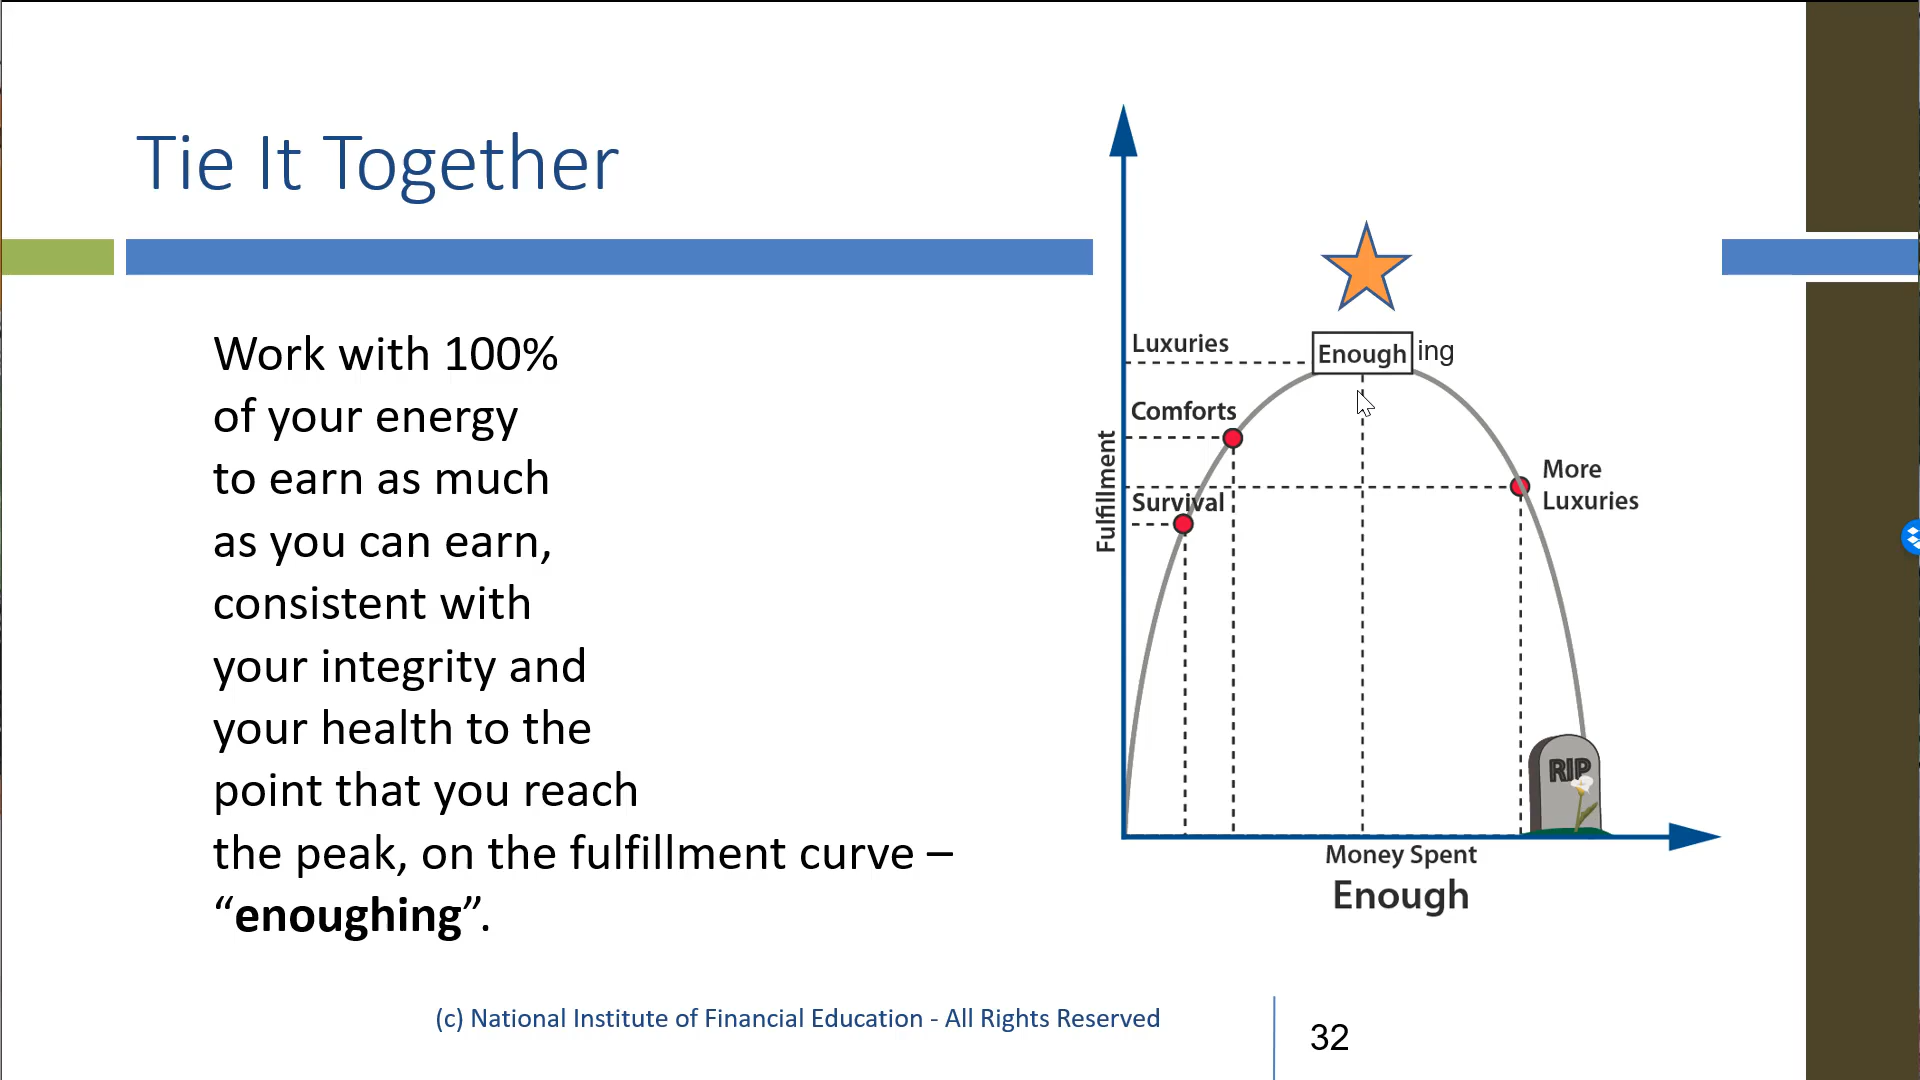 Tie It Together
Work with 100%
of your energy
to earn as much
as you can earn,
consistent with
your integrity and
your health to the
point that you reach
the peak, on the fulfillment curve –
“enoughing”.
Luxuries
Enough ing
Comforts
Fulfillment
More
Luxuries
Survival
RIP
Money Spent
Enough
(c) National Institute of Financial Education - All Rights Reserved
32